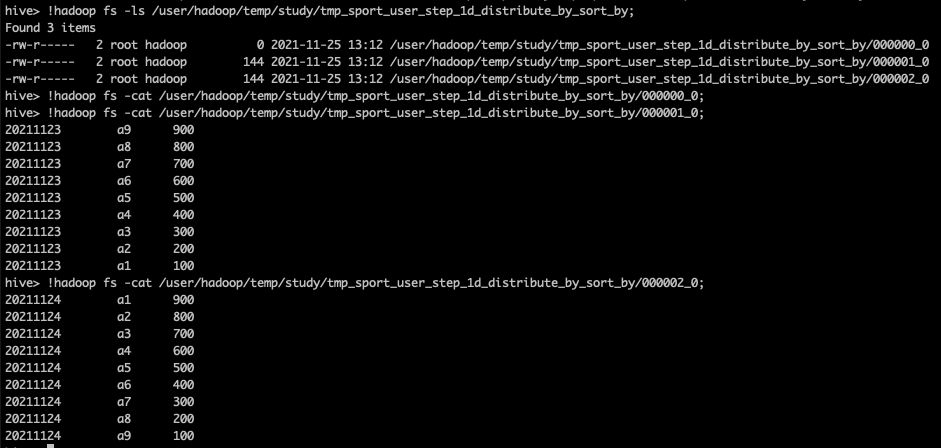 hive> !hadoop fs -ls /user/hadoop/temp/study/tmp_sport_user_step_1d_distribute_by_sort_by;
Found 3 items
-rw-r-----   2 root hadoop          0 2021-11-25 13:12 /user/hadoop/temp/study/tmp_sport_user_step_1d_distribute_by_sort_by/000000_0
-rw-r-----   2 root hadoop        144 2021-11-25 13:12 /user/hadoop/temp/study/tmp_sport_user_step_1d_distribute_by_sort_by/000001_0
-rw-r-----   2 root hadoop        144 2021-11-25 13:12 /user/hadoop/temp/study/tmp_sport_user_step_1d_distribute_by_sort_by/000002_0
hive> !hadoop fs -cat /user/hadoop/temp/study/tmp_sport_user_step_1d_distribute_by_sort_by/000000_0;
hive> !hadoop fs -cat /user/hadoop/temp/study/tmp_sport_user_step_1d_distribute_by_sort_by/000001_0;
20211123        a9      900
20211123        a8      800
20211123        a7      700
20211123        a6      600
20211123        a5      500
20211123        a4      400
20211123        a3      300
20211123        a2      200
20211123        a1      100
hive> !hadoop fs -cat /user/hadoop/temp/study/tmp_sport_user_step_1d_distribute_by_sort_by/000002_0;
20211124        a1      900
20211124        a2      800
20211124        a3      700
20211124        a4      600
20211124        a5      500
20211124        a6      400
20211124        a7      300
20211124        a8      200
20211124        a9      100